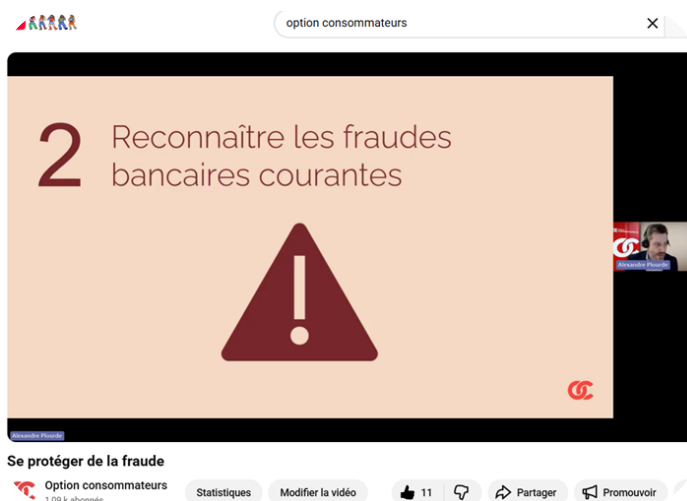 option consommateurs
2
Reconnaître les fraudes
bancaires courantes
Alexandre Plourde
Alexandre Plourde
Se protéger de la fraude
Option consommateurs
1,09 k abonnés
Statistiques
Modifier la vidéo
11
Partager
Promouvoir